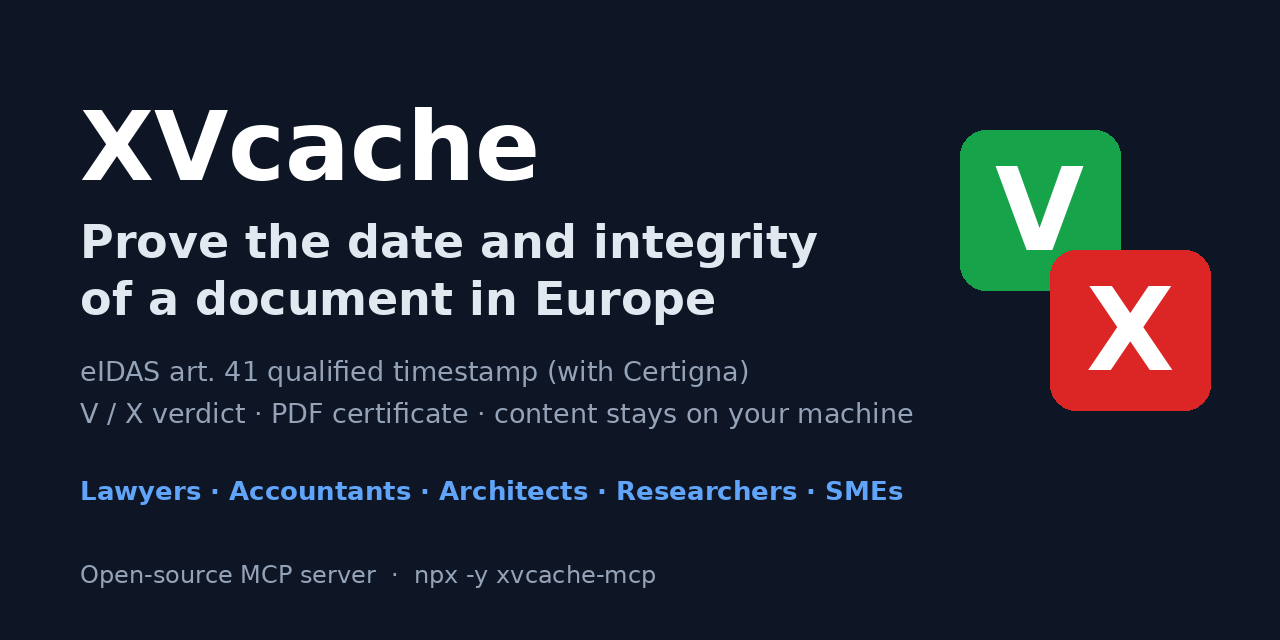 XVcache
Prove the date and integrity
of a document in Europe
eIDAS art. 41 qualified timestamp (with Certigna)
V / X verdict · PDF certificate · content stays on your machine
Lawyers · Accountants · Architects · Researchers · SMEs
Open-source MCP server · npx -y xvcache-mcp
V
X